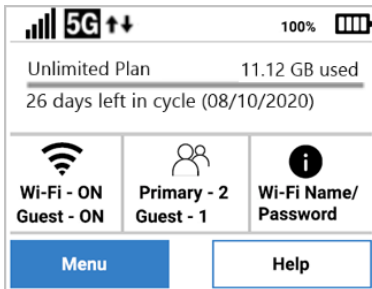 5G 100%
Unlimited Plan 11.12 GB used
26 days left in cycle (08/10/2020)
Wi-Fi - ON Primary - 2 Wi-Fi Name/
Guest - ON Guest - 1 Password
Menu Help